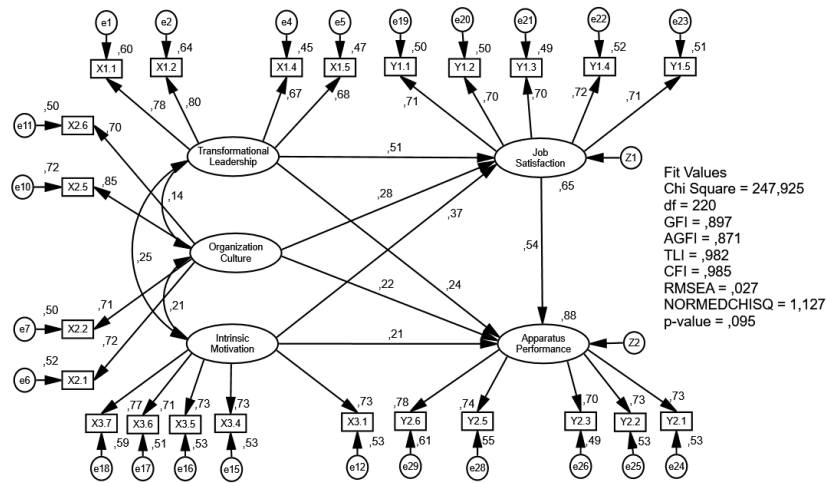 e1
e2
e4
e5
e19
e20
e21
e22
e23
,60
,64
,45
,47
,50
,50
,49
,52
,51
X1.1
X1.2
X1.4
X1.5
Y1.1
Y1.2
Y1.3
Y1.4
Y1.5
,78
,80
,67
,68
,71
,70
,70
,72
,71
,50
e11
X2.6
,70
Transformational
Leadership
,51
Job
Satisfaction
Z1
,65
,72
e10
X2.5
,85
,14
,28
,37
Organization
Culture
,25
,54
,22
,24
,50
e7
X2.2
,71
,21
,72
,52
e6
X2.1
Intrinsic
Motivation
,21
,88
Apparatus
Performance
Z2
Fit Values
Chi Square = 247,925
df = 220
GFI = ,897
AGFI = ,871
TLI = ,982
CFI = ,985
RMSEA = ,027
NORMEDCHISQ = 1,127
p-value = ,095
,77
,71
,73
,73
,73
,78
,74
,70
,73
,73
X3.7
X3.6
X3.5
X3.4
X3.1
Y2.6
Y2.5
Y2.3
Y2.2
Y2.1
,59
,51
,53
,53
,53
,61
,55
,49
,53
,53
e18
e17
e16
e15
e12
e29
e28
e26
e25
e24